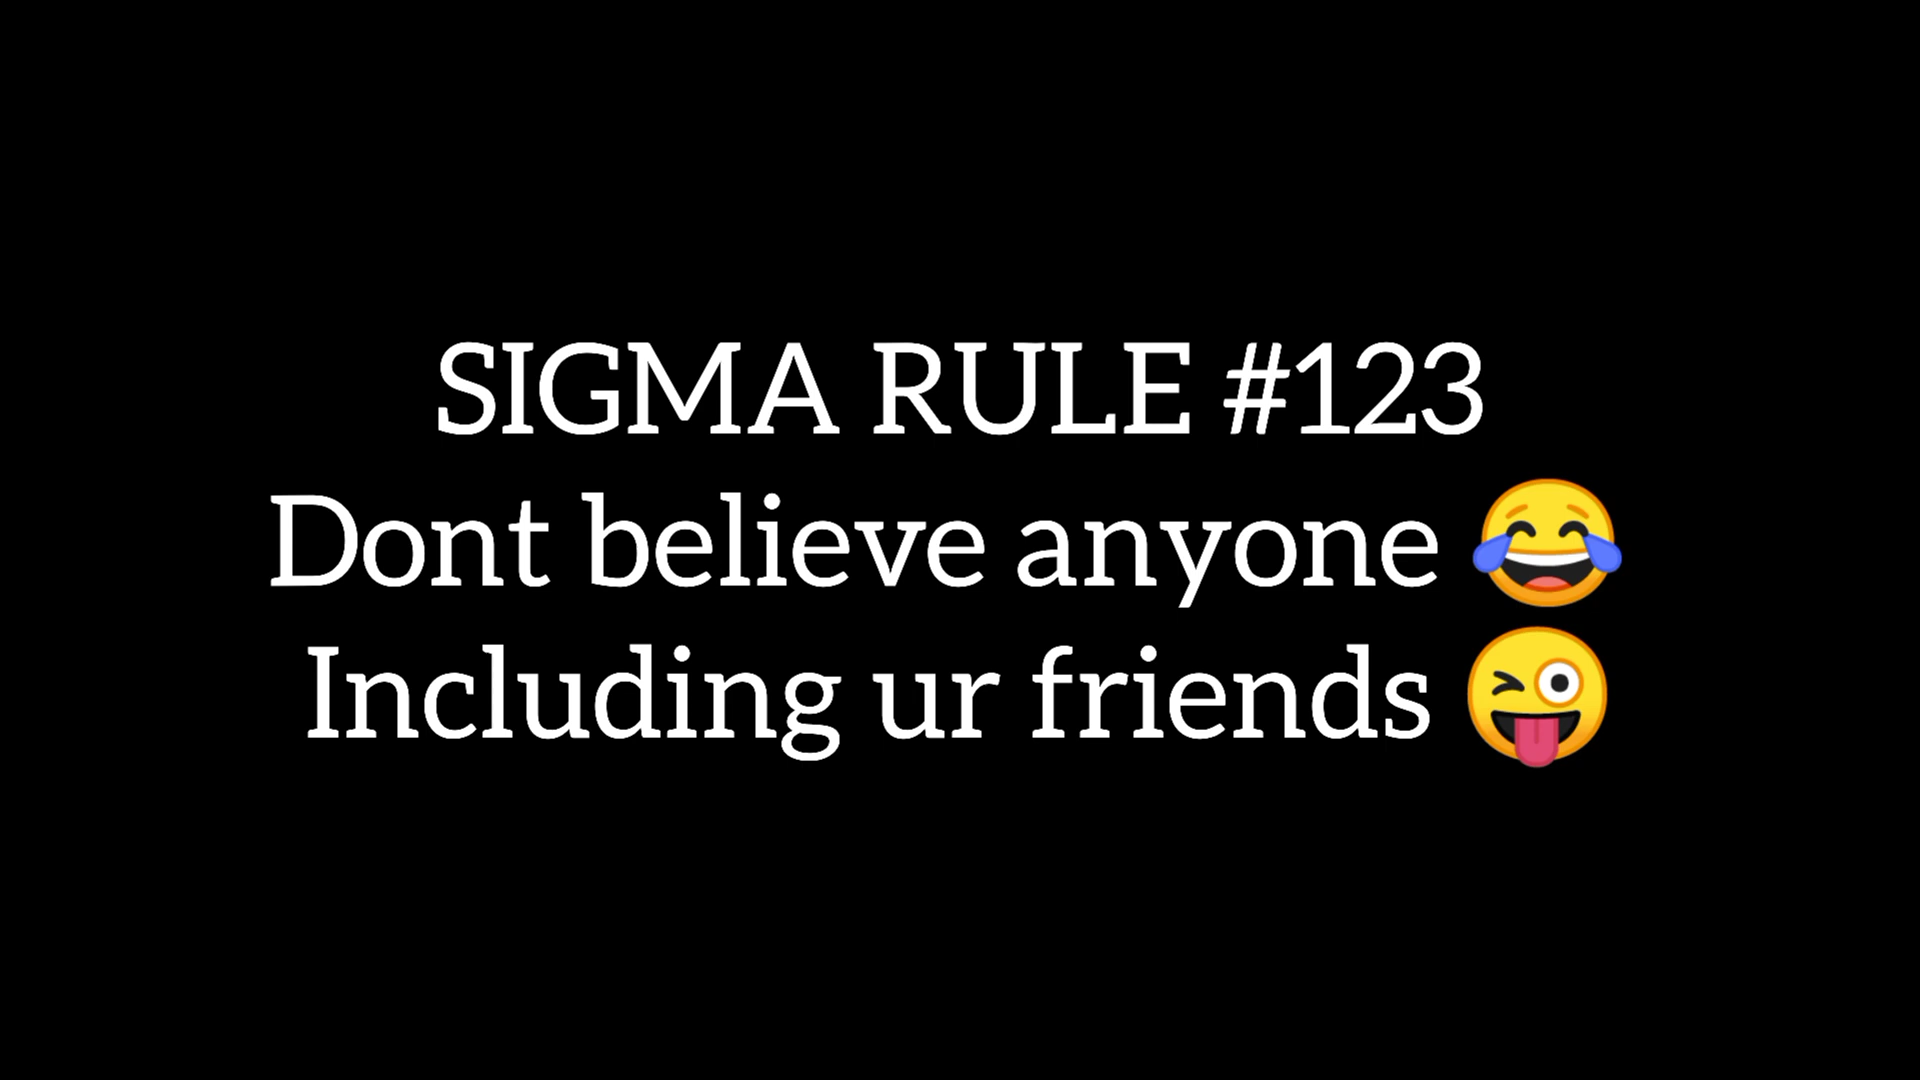 SIGMA RULE #123
Dont believe anyone 😂
Including ur friends 😜